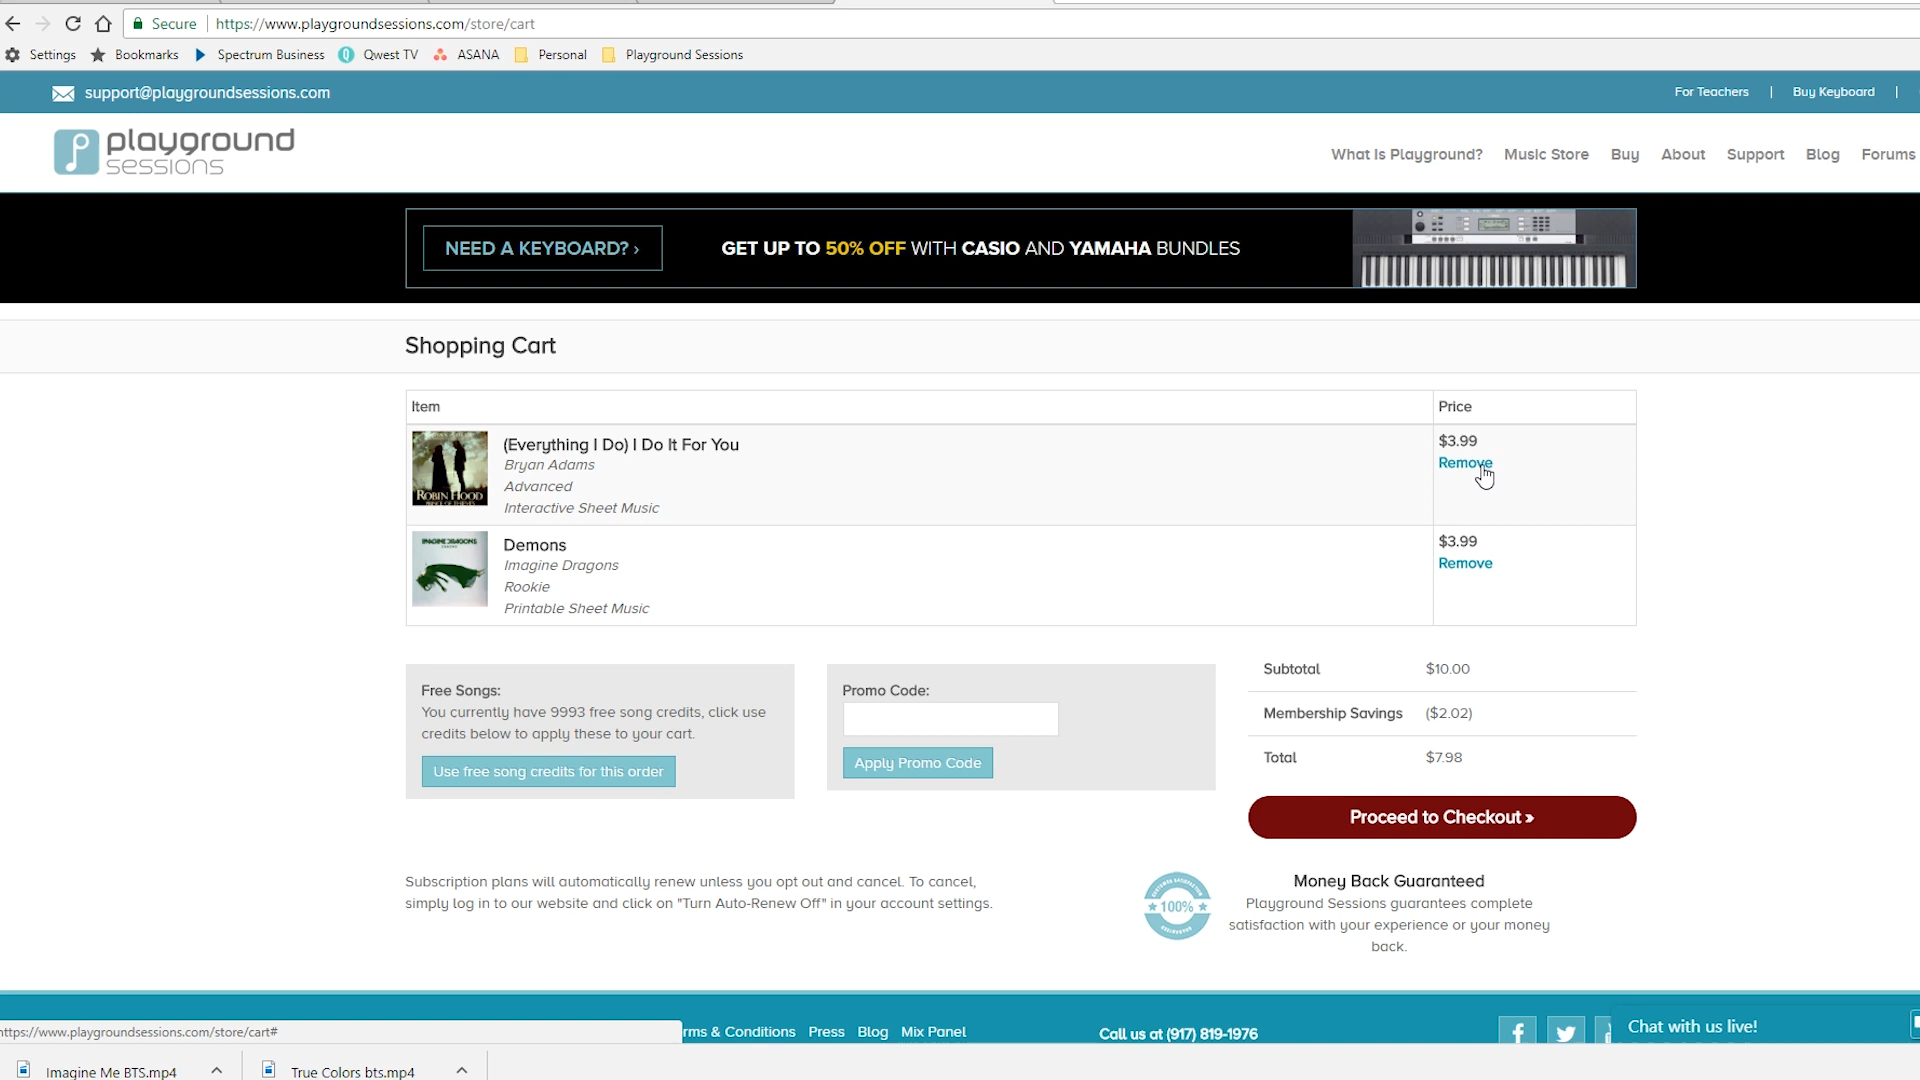 Secure https://www.playgroundsessions.com/store/cart
Settings Bookmarks Spectrum Business Qwest TV ASANA Personal Playground Sessions
support@playgroundsessions.com
For Teachers | Buy Keyboard |
playground
sessions
What Is Playground? Music Store Buy About Support Blog Forums
NEED A KEYBOARD? ›
GET UP TO 50% OFF WITH CASIO AND YAMAHA BUNDLES
Shopping Cart
Item Price
(Everything I Do) I Do It For You
Bryan Adams
Advanced
Interactive Sheet Music
$3.99
Remove
ROBIN HOOD
PRINCE OF THIEVES
Demons
Imagine Dragons
Rookie
Printable Sheet Music
$3.99
Remove
IMAGINE DRAGONS
Free Songs:
You currently have 9993 free song credits, click use
credits below to apply these to your cart.
Use free song credits for this order
Promo Code:
Apply Promo Code
Subtotal $10.00
Membership Savings ($2.02)
Total $7.98
Proceed to Checkout »
Subscription plans will automatically renew unless you opt out and cancel. To cancel,
simply log in to our website and click on "Turn Auto-Renew Off" in your account settings.
100%
Money Back Guaranteed
Playground Sessions guarantees complete
satisfaction with your experience or your money
back.
ttps://www.playgroundsessions.com/store/cart#
rms & Conditions Press Blog Mix Panel
Call us at (917) 819-1976
Chat with us live!
Imagine Me BTS.mp4
True Colors bts.mp4